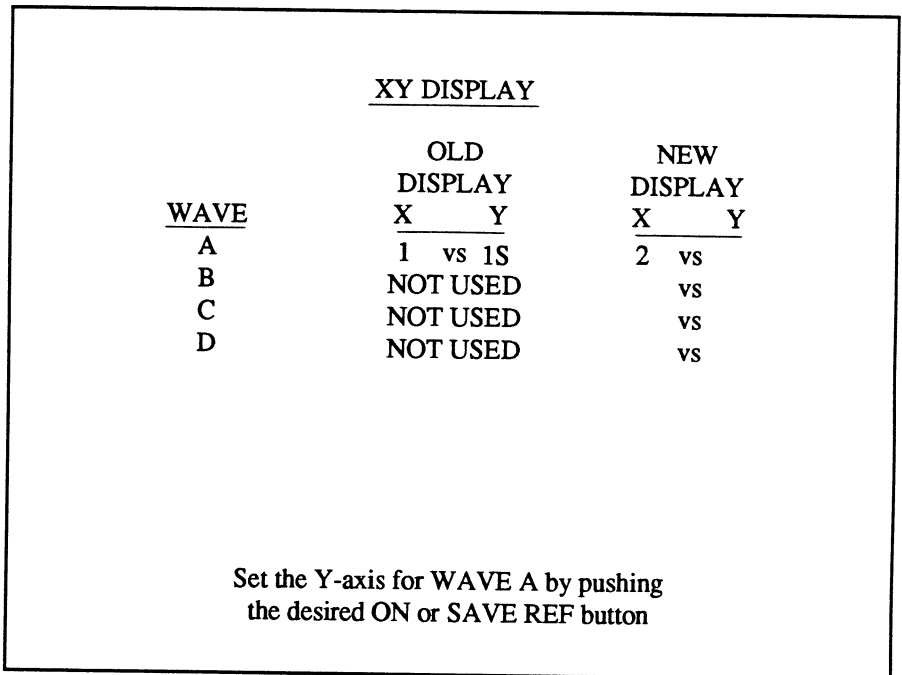 XY DISPLAY
OLD NEW
DISPLAY DISPLAY
WAVE X Y X Y
A 1 vs 1S 2 vs
B NOT USED vs
C NOT USED vs
D NOT USED vs
Set the Y-axis for WAVE A by pushing
the desired ON or SAVE REF button